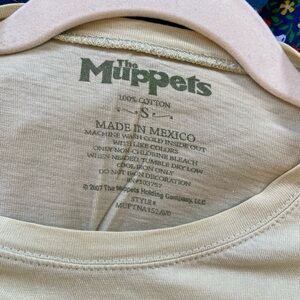 The
Muppets
100% COTTON
S
MADE IN MEXICO
MACHINE WASH COLD INSIDE OUT
WITH LIKE COLORS
ONLY NON-CHLORINE BLEACH
WHEN NEEDED TUMBLE DRY LOW
COOL IRON ONLY
DO NOT IRON DECORATION
© 2007 The Muppets Holding Company, LLC
STYLE#